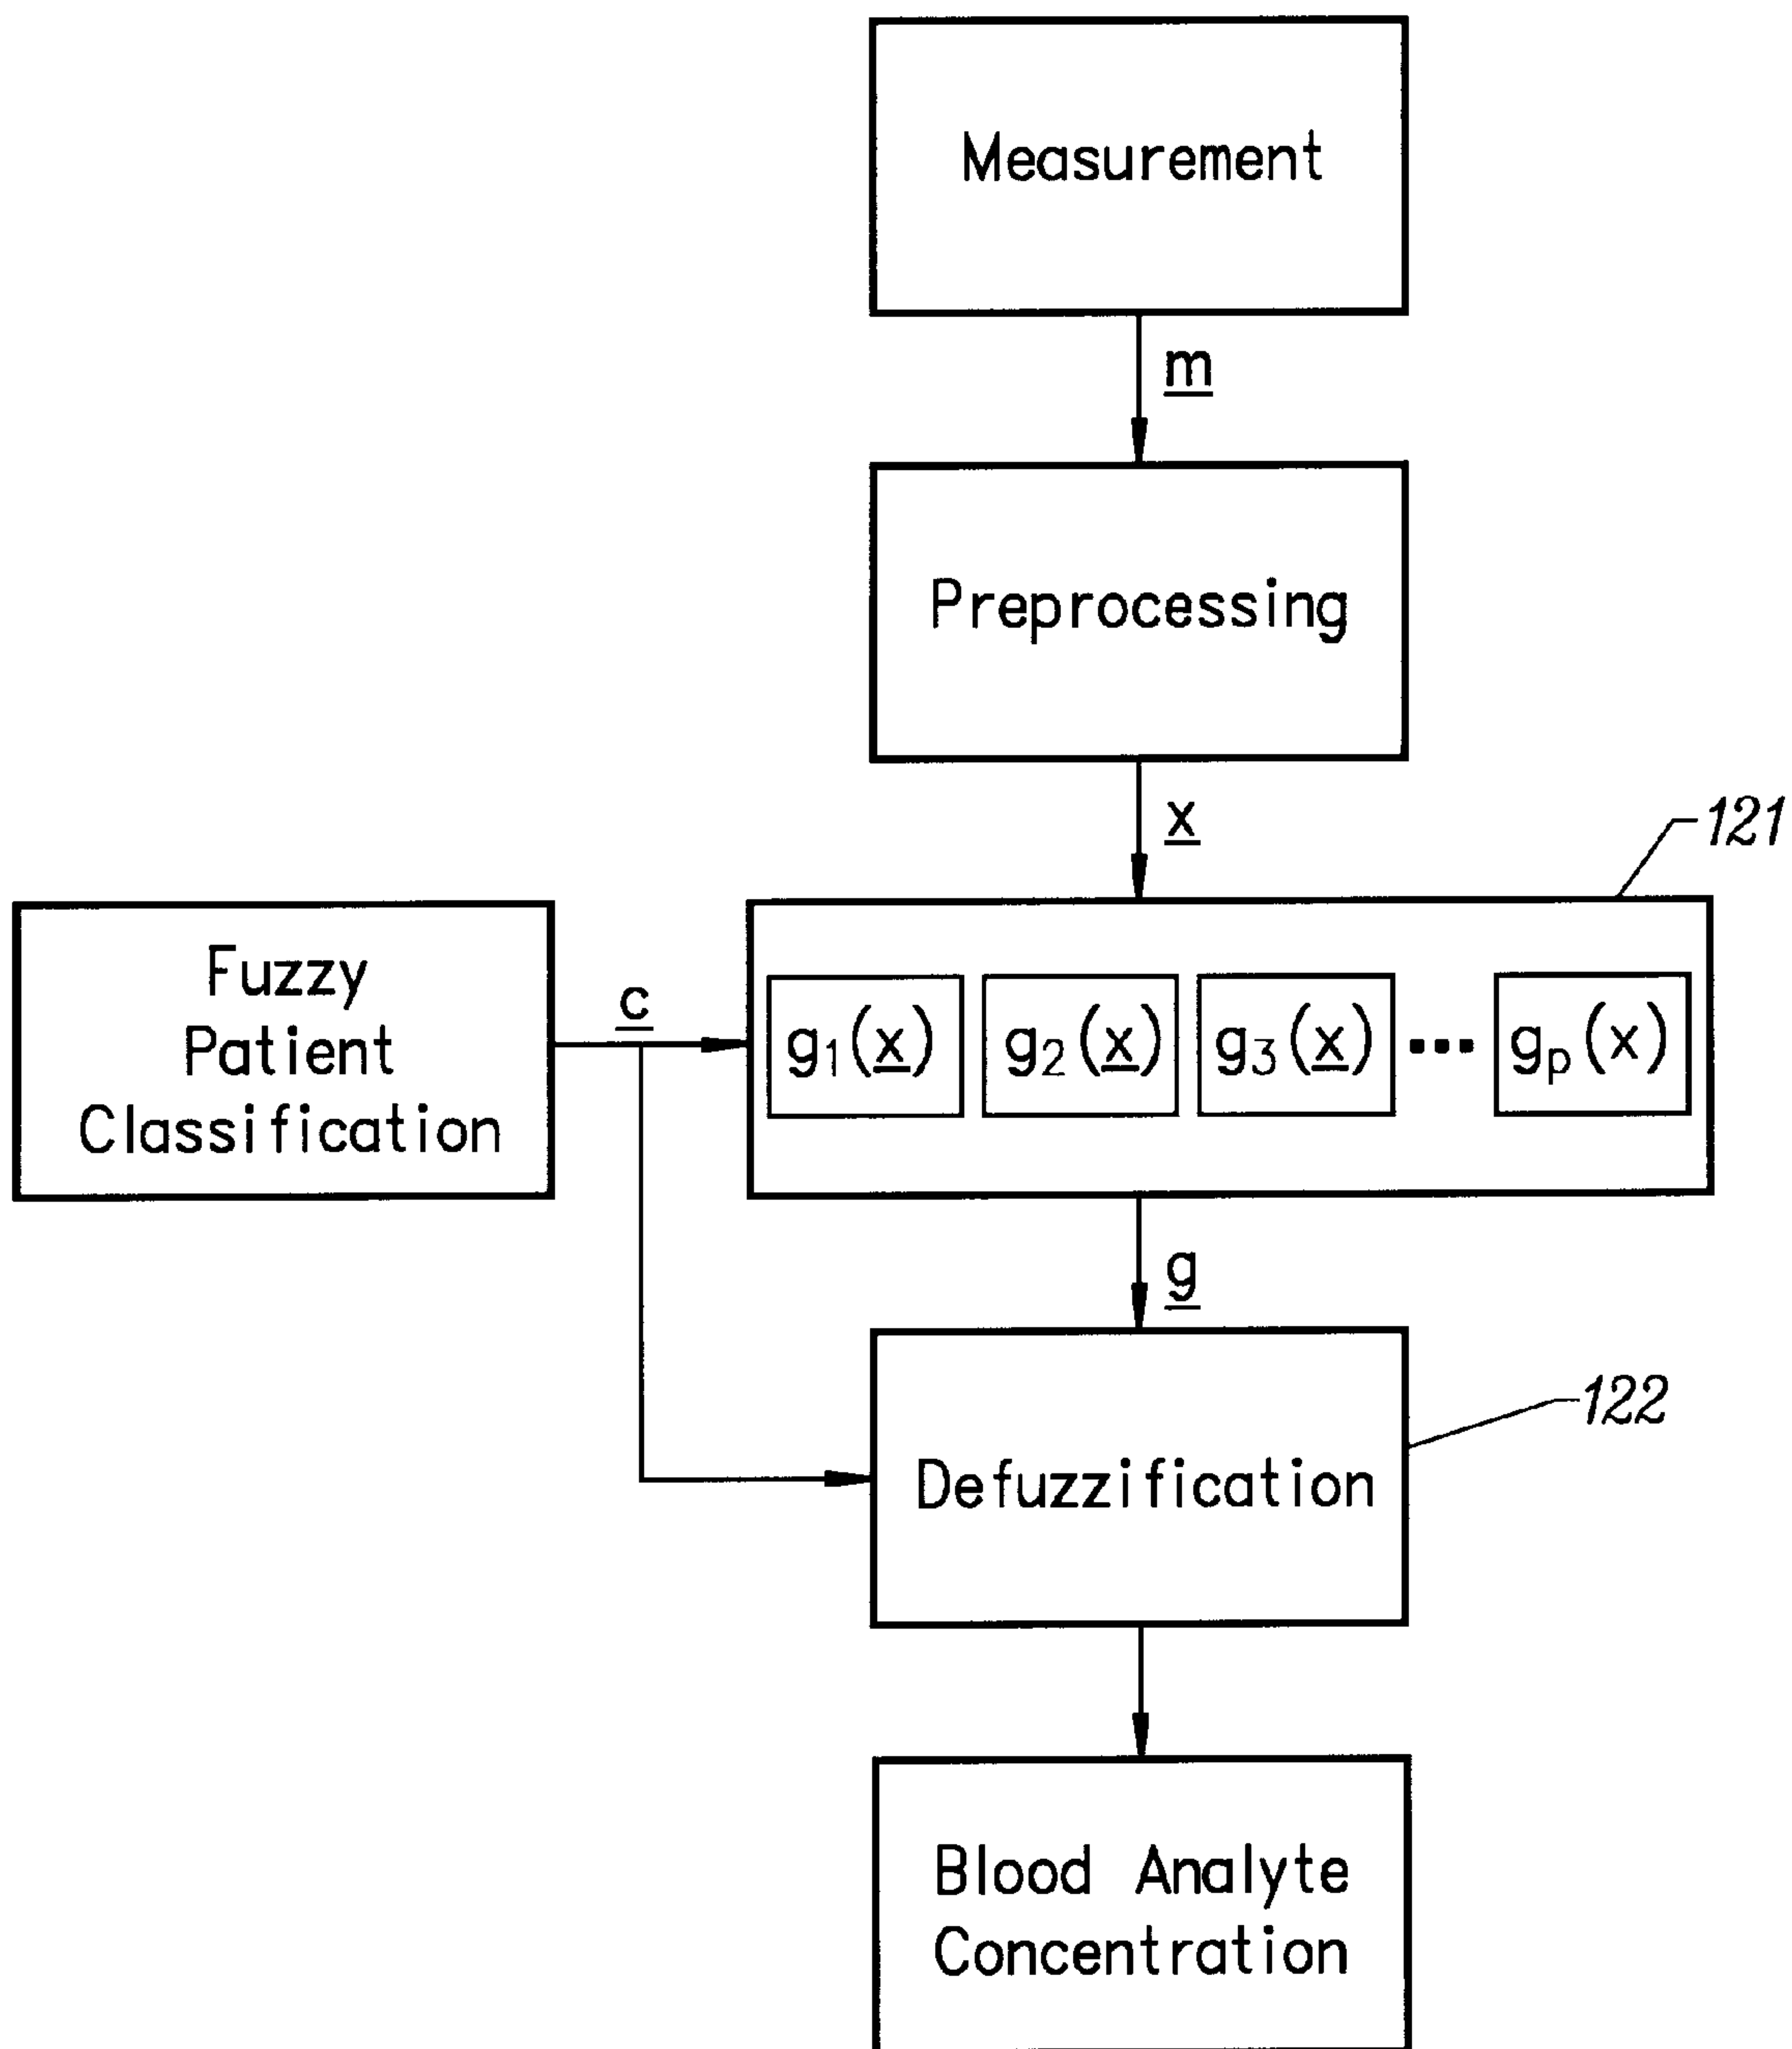 Measurement
m
Preprocessing
x
121
Fuzzy
Patient
Classification
c
g1(x) g2(x) g3(x) ... gp(x)
g
122
Defuzzification
Blood Analyte
Concentration